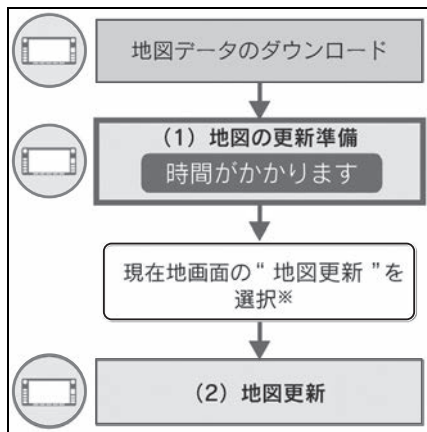 地図データのダウンロード
(1) 地図の更新準備
時間がかかります
現在地画面の“地図更新”を
選択※
(2) 地図更新